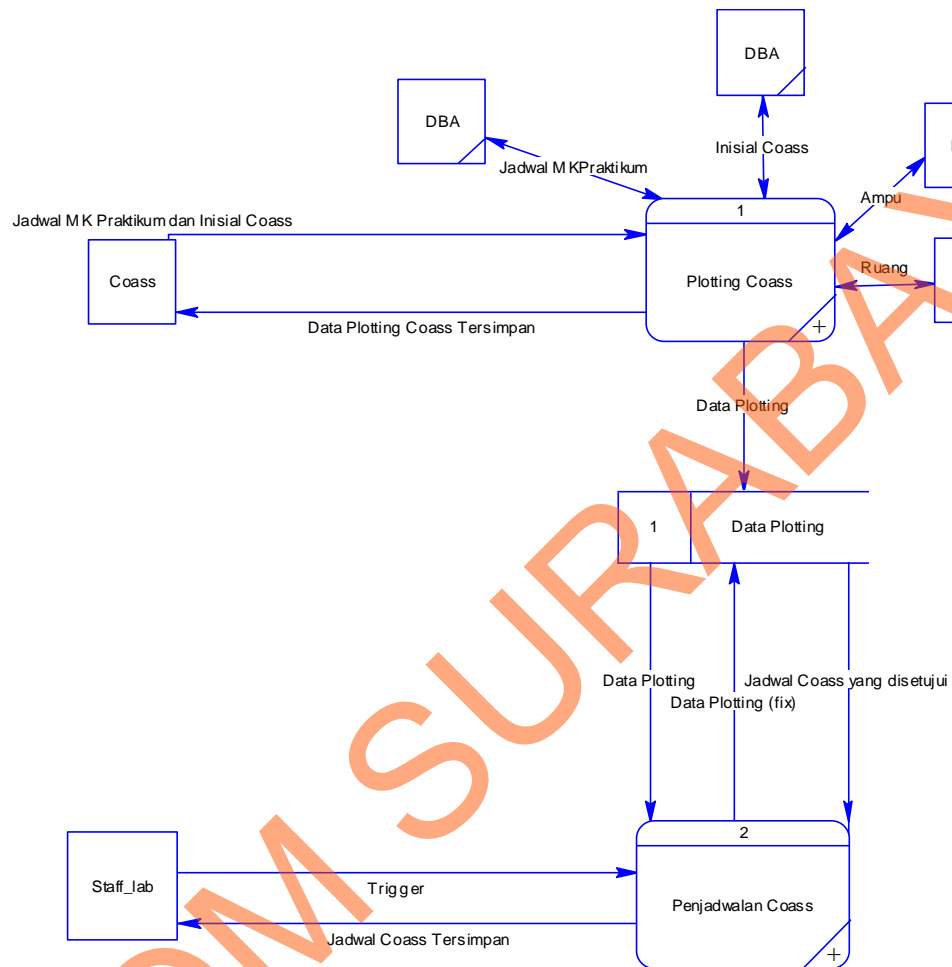 DBA
DBA
Inisial Coass
Jadwal MKPraktikum
Ampu
1
Jadwal MK Praktikum dan Inisial Coass
Ruang
Coass
Plotting Coass
+
Data Plotting Coass Tersimpan
Data Plotting
1
Data Plotting
Data Plotting
Jadwal Coass yang disetujui
Data Plotting (fix)
2
Staff_lab
Trigger
Penjadwalan Coass
Jadwal Coass Tersimpan
+
OM SURABA